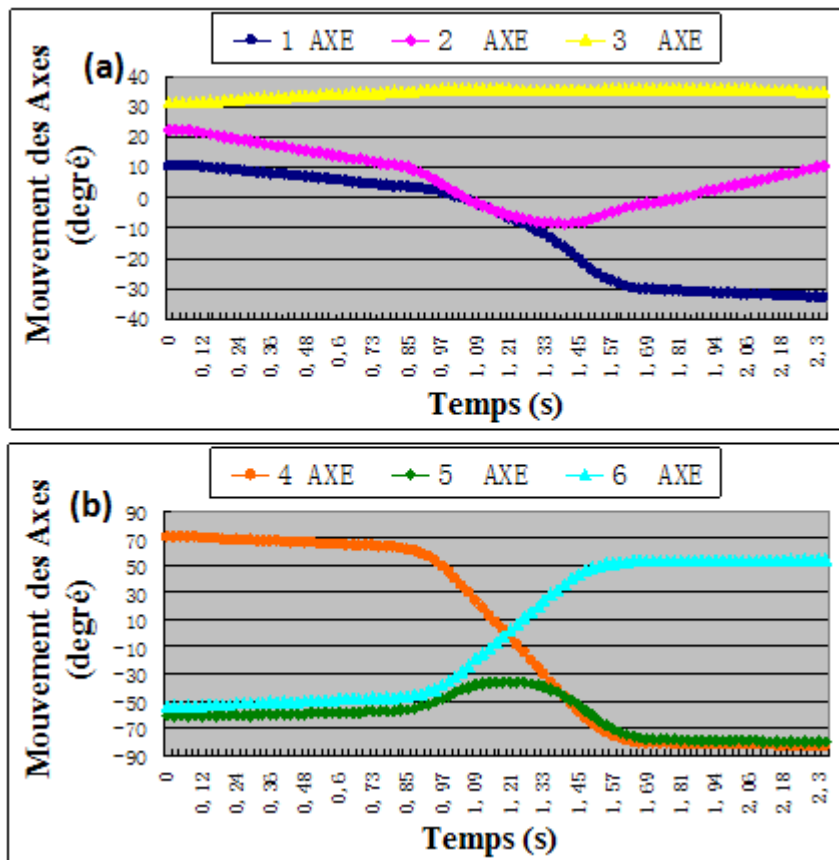 1 AXE 2 AXE 3 AXE
(a)
Mouvement des Axes
(degré)
40
30
20
10
0
-10
-20
-30
-40
0 0,12 0,24 0,36 0,48 0,6 0,73 0,85 0,97 1,09 1,21 1,33 1,45 1,57 1,69 1,81 1,94 2,06 2,18 2,3
Temps (s)
4 AXE 5 AXE 6 AXE
(b)
Mouvement des Axes
(degré)
90
70
50
30
10
-10
-30
-50
-70
-90
0 0,12 0,24 0,36 0,48 0,6 0,73 0,85 0,97 1,09 1,21 1,33 1,45 1,57 1,69 1,81 1,94 2,06 2,18 2,3
Temps (s)